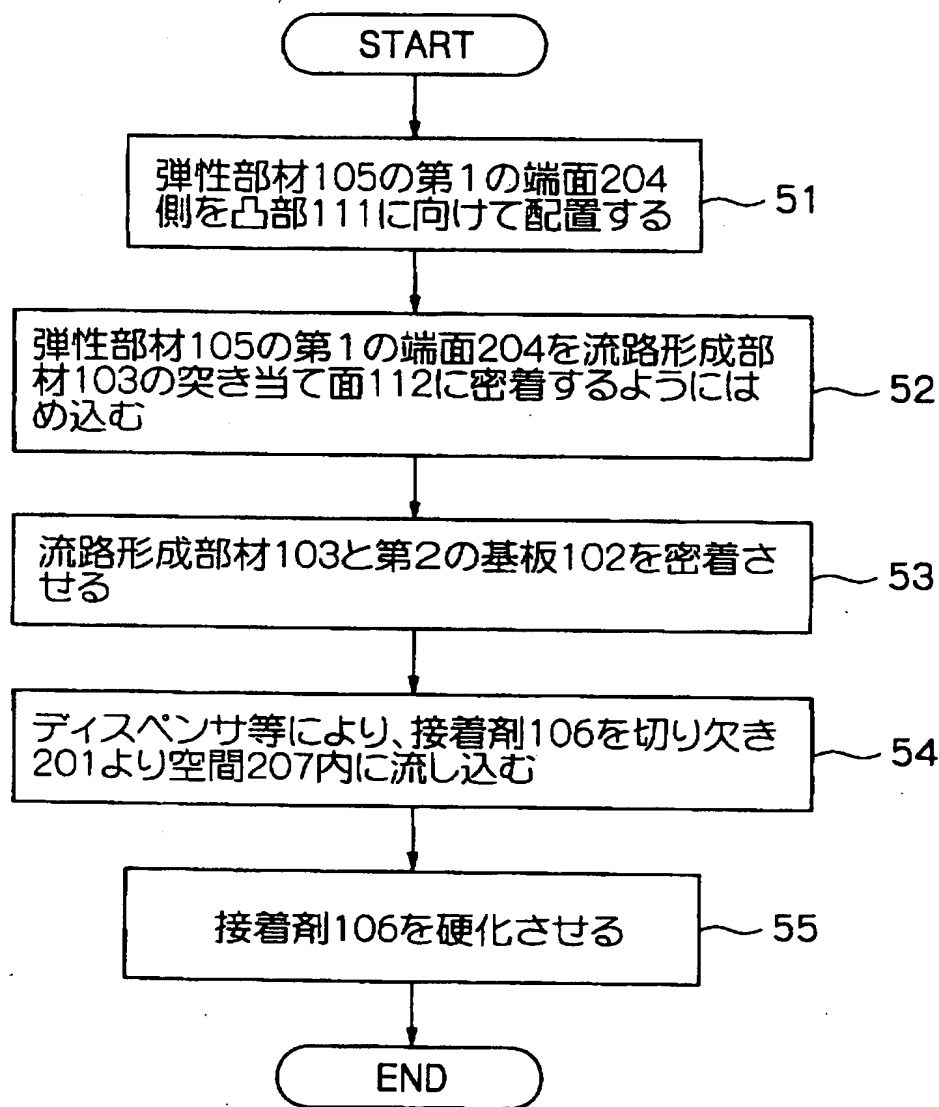 START
弾性部材105の第1の端面204
側を凸部111に向けて配置する
51
弾性部材105の第1の端面204を流路形成部
材103の突き当て面112に密着するようには
め込む
52
流路形成部材103と第2の基板102を密着さ
せる
53
ディスペンサ等により、接着剤106を切り欠き
201より空間207内に流し込む
54
接着剤106を硬化させる
55
END